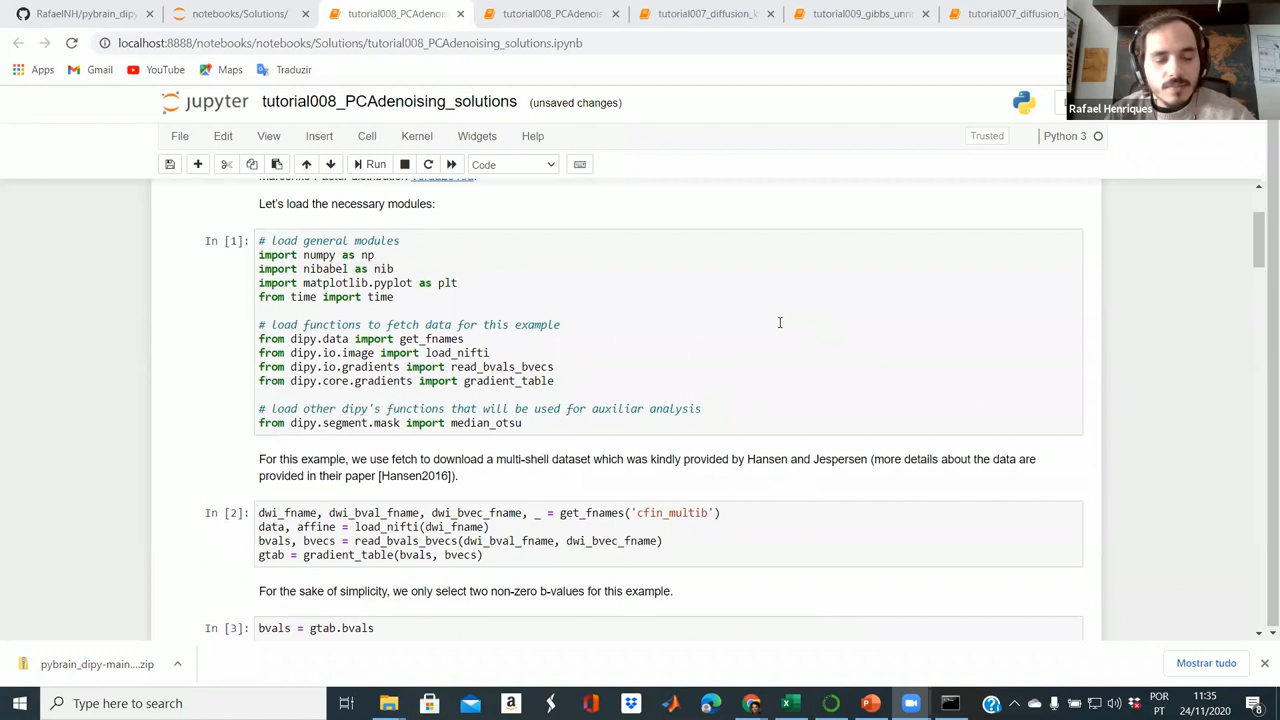 RafaelNH/pybrain_dip
notebooks/Solutions/
tutorial008_PCAdenois
tutorial008_PCAdenois
tutorial007_diffusion_k
tutorial009_gibbs_unrin
tutorial007_diffusion_
localhost:8888/notebooks/notebooks/Solutions/tutorial008_PCAdenoising_solutions.ipynb
Apps
Gmail
YouTube
Maps
Traduzir
Rafael Henriques
jupyter
tutorial008_PCAdenoising_solutions
(unsaved changes)
File
Edit
View
Insert
Cell
Kernel
Widgets
Help
Trusted
Python 3
Run
Code
Let's load the necessary modules:
In [1]:
# load general modules
import numpy as np
import nibabel as nib
import matplotlib.pyplot as plt
from time import time
# load functions to fetch data for this example
from dipy.data import get_fnames
from dipy.io.image import load_nifti
from dipy.io.gradients import read_bvals_bvecs
from dipy.core.gradients import gradient_table
# load other dipy's functions that will be used for auxiliar analysis
from dipy.segment.mask import median_otsu
For this example, we use fetch to download a multi-shell dataset which was kindly provided by Hansen and Jespersen (more details about the data are
provided in their paper [Hansen2016]).
In [2]:
dwi_fname, dwi_bval_fname, dwi_bvec_fname, _ = get_fnames('cfin_multib')
data, affine = load_nifti(dwi_fname)
bvals, bvecs = read_bvals_bvecs(dwi_bval_fname, dwi_bvec_fname)
gtab = gradient_table(bvals, bvecs)
For the sake of simplicity, we only select two non-zero b-values for this example.
In [3]:
bvals = gtab.bvals
pybrain_dipy-main....zip
Mostrar tudo
Type here to search
POR
PT
11:35
24/11/2020
8